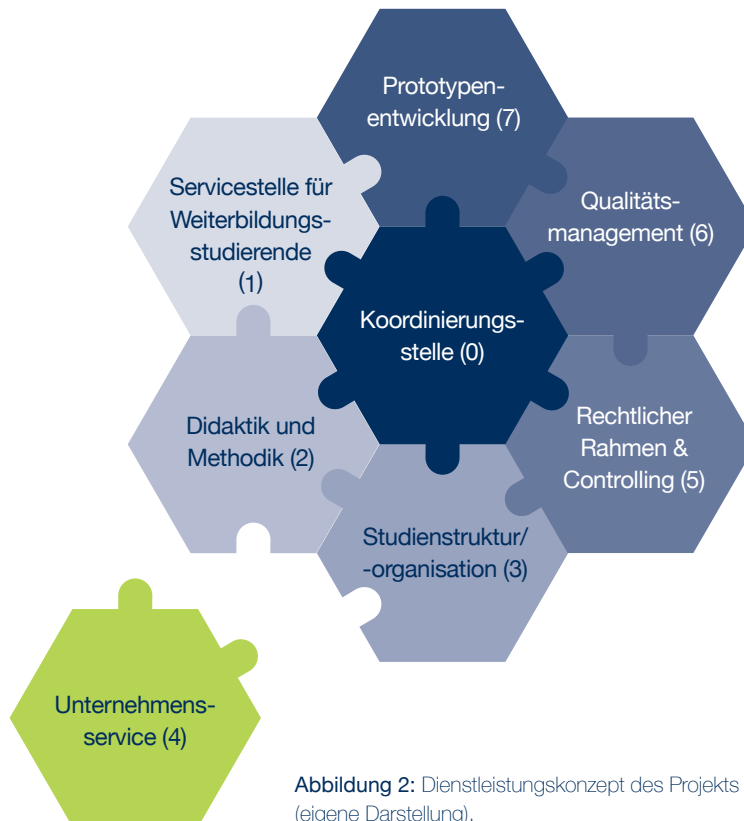 Prototypen-
entwicklung (7)
Servicestelle für
Weiterbildungs-
studierende
(1)
Qualitäts-
management (6)
Koordinierungs-
stelle (0)
Didaktik und
Methodik (2)
Rechtlicher
Rahmen &
Controlling (5)
Studienstruktur/
-organisation (3)
Unternehmens-
service (4)
Abbildung 2: Dienstleistungskonzept des Projekts
(eigene Darstellung).